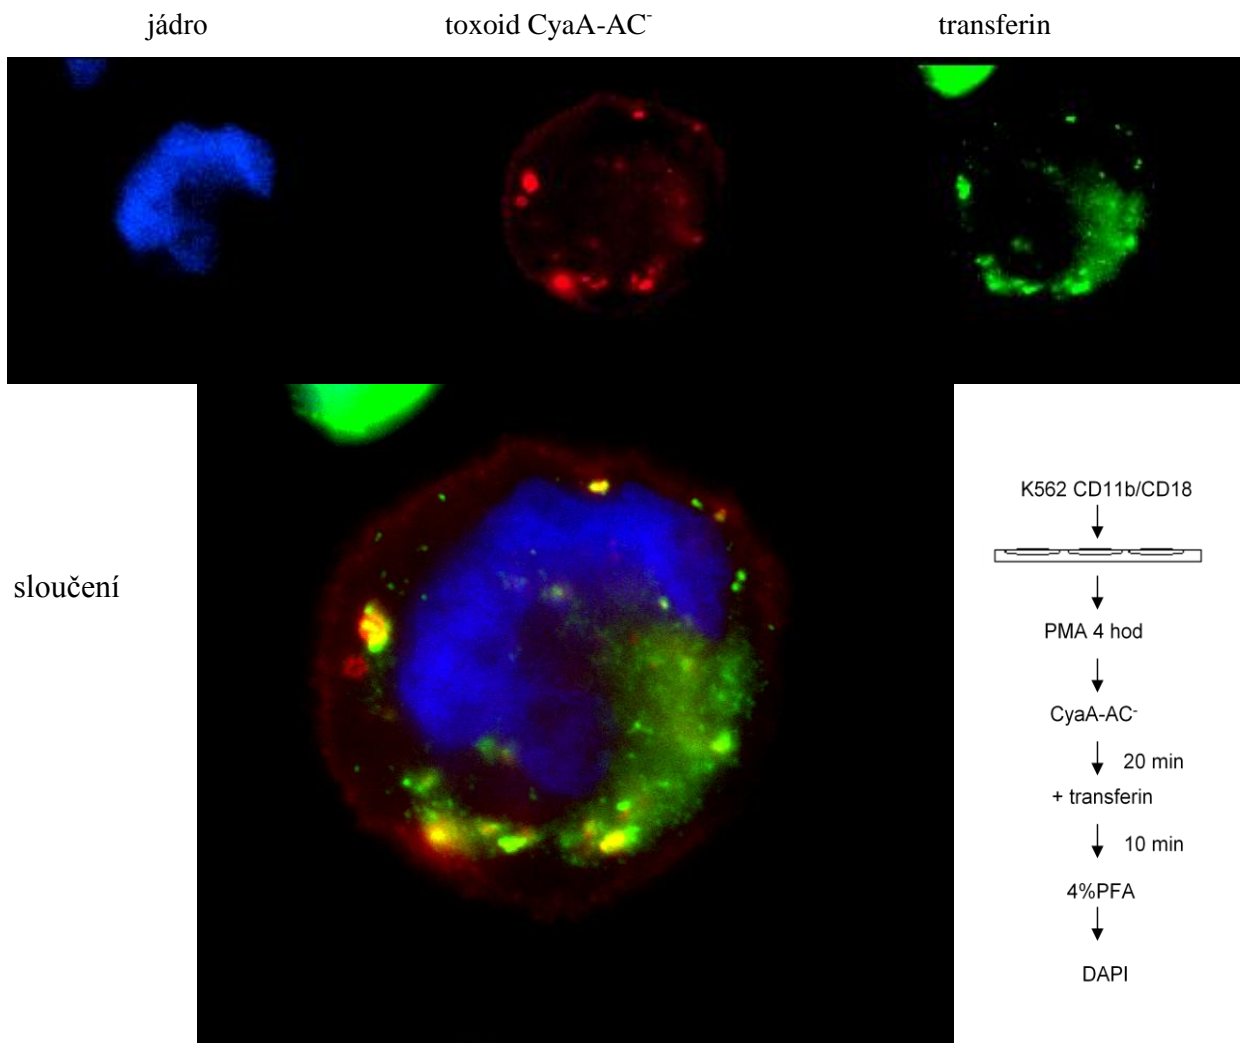 jádro
toxoid CyaA-AC⁻
transferin
sloučení
K562 CD11b/CD18
PMA 4 hod
CyaA-AC⁻
20 min
+ transferin
10 min
4%PFA
DAPI